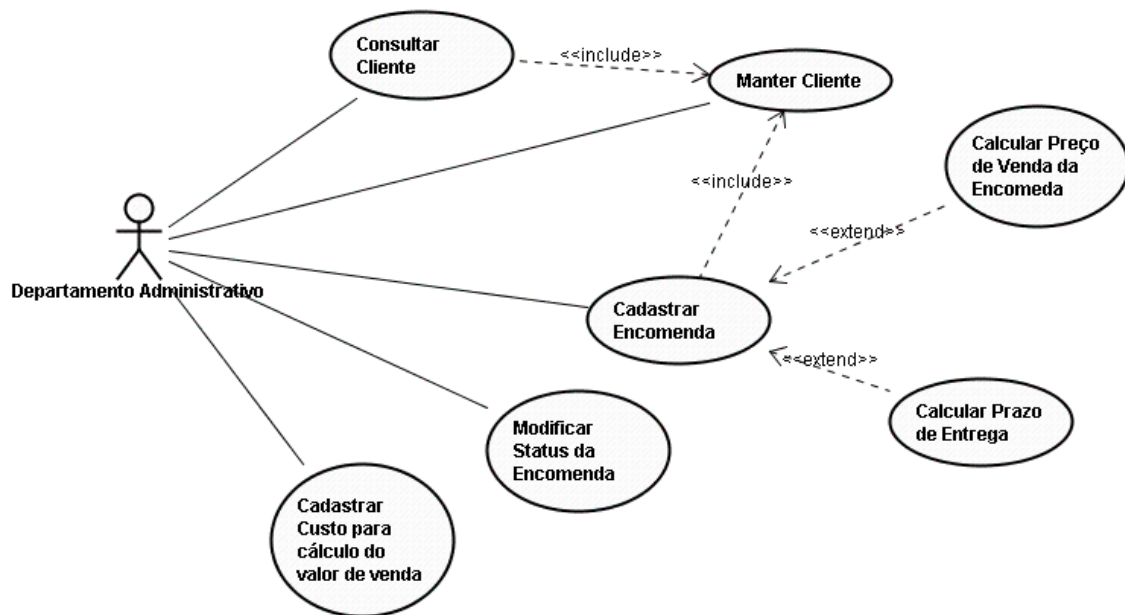 Consultar
Cliente
<<include>>
Manter Cliente
Calcular Preço
de Venda da
Encomeda
<<include>>
<<extend>>
Departamento Administrativo
Cadastrar
Encomenda
<<extend>>
Calcular Prazo
de Entrega
Modificar
Status da
Encomenda
Cadastrar
Custo para
cálculo do
valor de venda